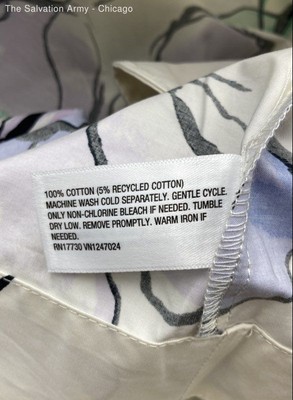 The Salvation Army - Chicago
100% COTTON (5% RECYCLED COTTON)
MACHINE WASH COLD SEPARATELY. GENTLE CYCLE.
ONLY NON-CHLORINE BLEACH IF NEEDED. TUMBLE
DRY LOW. REMOVE PROMPTLY. WARM IRON IF
NEEDED.
RN17730 VN1247024